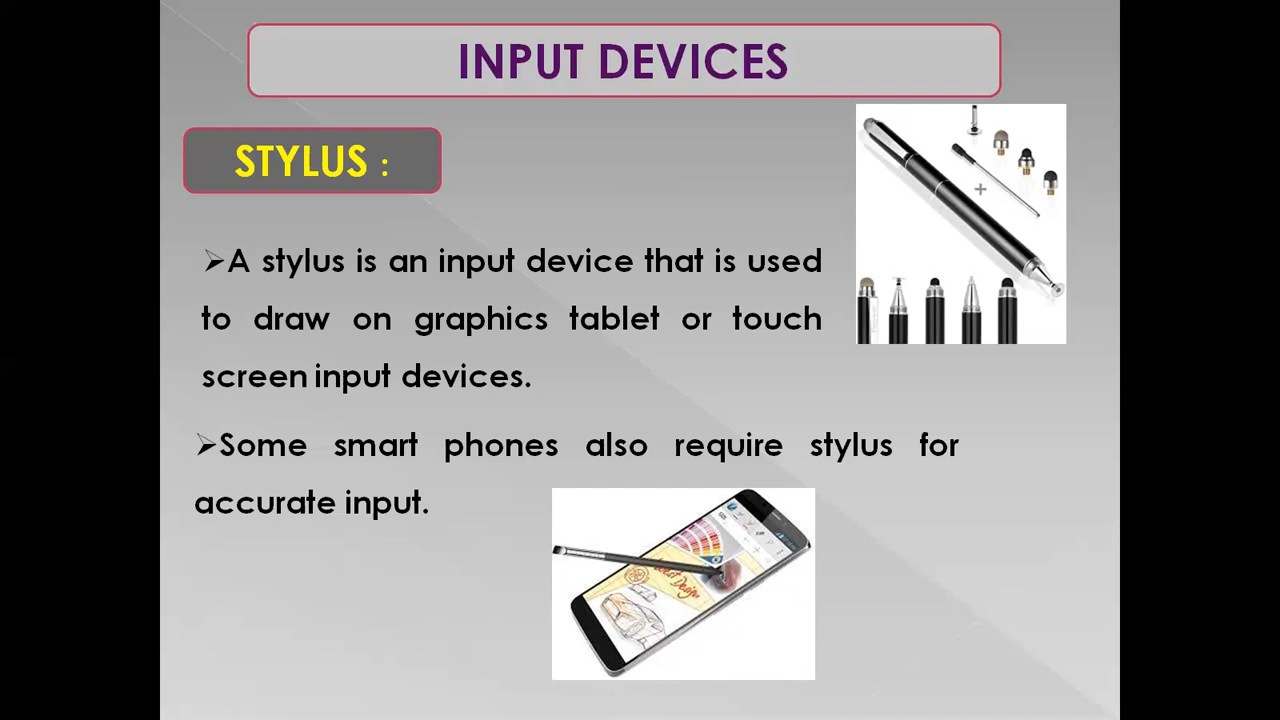 INPUT DEVICES
STYLUS :
➢A stylus is an input device that is used
to draw on graphics tablet or touch
screen input devices.
➢Some smart phones also require stylus for
accurate input.